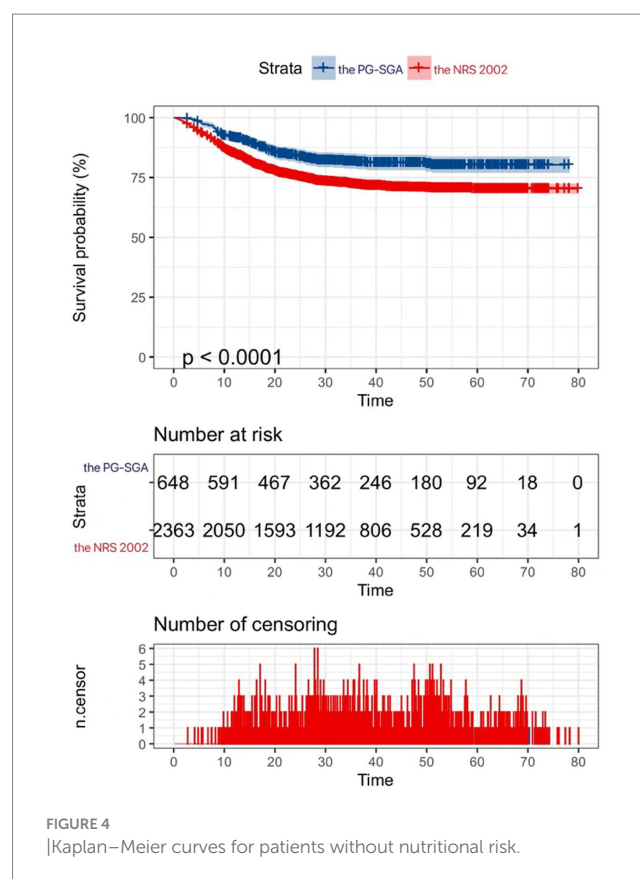 Strata the PG-SGA the NRS 2002
Survival probability (%)
100
75
50
25
0
p < 0.0001
0 10 20 30 40 50 60 70 80
Time
Number at risk
Strata
the PG-SGA
648 591 467 362 246 180 92 18 0
2363 2050 1593 1192 806 528 219 34 1
the NRS 2002
0 10 20 30 40 50 60 70 80
Time
Number of censoring
n.censor
6
5
4
3
2
1
0
0 10 20 30 40 50 60 70 80
Time
FIGURE 4
|Kaplan–Meier curves for patients without nutritional risk.